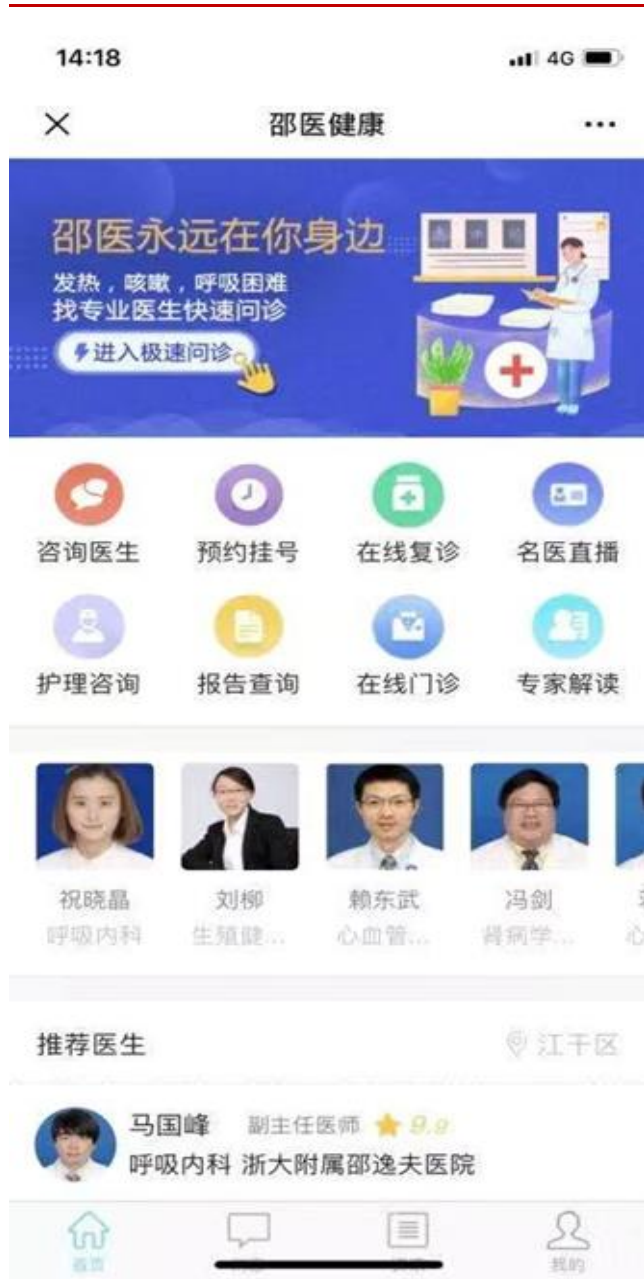 14:18
4G
邵医健康
邵医永远在你身边
发热，咳嗽，呼吸困难
找专业医生快速问诊
进入极速问诊
咨询医生 预约挂号 在线复诊 名医直播
护理咨询 报告查询 在线门诊 专家解读
祝晓晶 刘柳 赖东武 冯剑
呼吸内科 生殖健... 心血管... 肾病学...
推荐医生 江干区
马国峰 副主任医师 9.9
呼吸内科 浙大附属邵逸夫医院
首页 我的